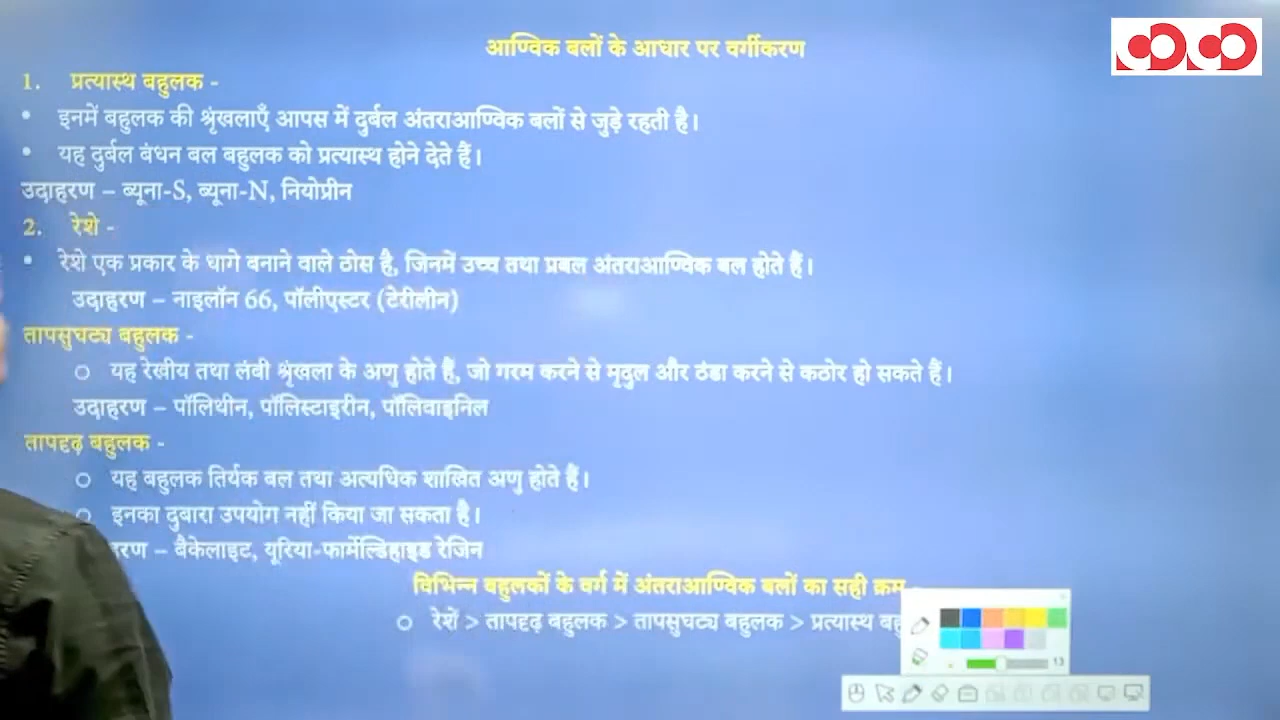 आण्विक बलों के आधार पर वर्गीकरण
1. प्रत्यास्थ बहुलक -
• इनमें बहुलक की श्रृंखलाएँ आपस में दुर्बल अंतराआण्विक बलों से जुड़े रहती है।
• यह दुर्बल बंधन बल बहुलक को प्रत्यास्थ होने देते हैं।
उदाहरण – ब्यूना-S, ब्यूना-N, नियोप्रीन
2. रेशे -
• रेशे एक प्रकार के धागे बनाने वाले ठोस है, जिनमें उच्च तथा प्रबल अंतराआण्विक बल होते हैं।
उदाहरण – नाइलॉन 66, पॉलीएस्टर (टेरीलीन)
तापसुघट्य बहुलक -
○ यह रेखीय तथा लंबी श्रृंखला के अणु होते हैं, जो गरम करने से मृदुल और ठंडा करने से कठोर हो सकते हैं।
उदाहरण – पॉलिथीन, पॉलिस्टाइरीन, पॉलिवाइनिल
तापदृढ़ बहुलक -
○ यह बहुलक तिर्यक बल तथा अत्यधिक शाखित अणु होते हैं।
○ इनका दुबारा उपयोग नहीं किया जा सकता है।
हरण – बैकेलाइट, यूरिया-फार्मेल्डिहाइड रेजिन
विभिन्न बहुलकों के वर्ग में अंतराआण्विक बलों का सही क्रम -
○ रेशें > तापदृढ़ बहुलक > तापसुघट्य बहुलक > प्रत्यास्थ
13